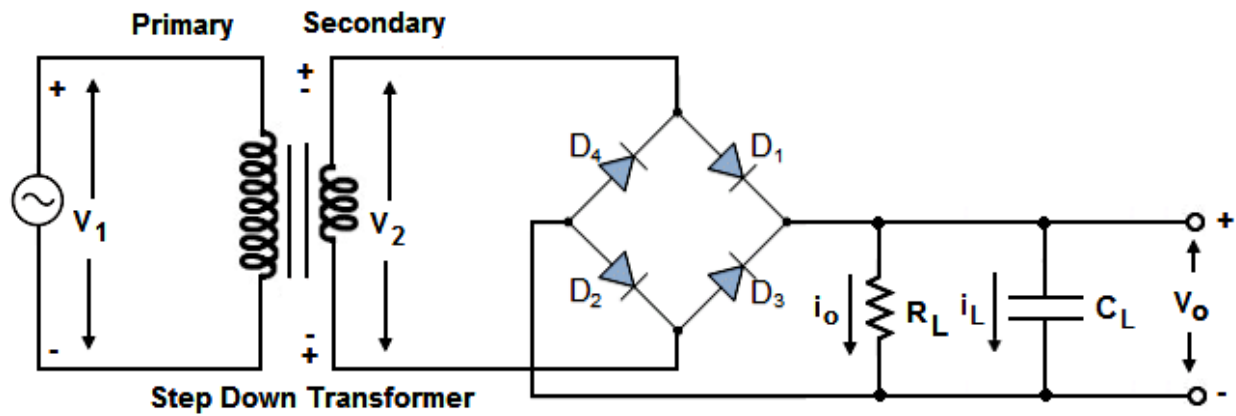 Primary Secondary
+ + -
V1 V2
D4 D1
D2 D3
+
io RL iL CL Vo
- - +
-
Step Down Transformer